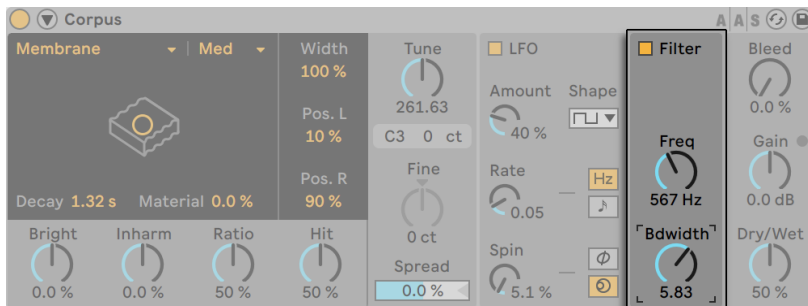 Corpus
A A S
Membrane
Med
Width
100 %
Pos. L
10 %
Pos. R
90 %
Decay 1.32 s
Material 0.0 %
Bright
0.0 %
Inharm
0.0 %
Ratio
50 %
Hit
50 %
Tune
261.63
C3 0 ct
Fine
0 ct
Spread
0.0 %
LFO
Amount
40 %
Shape
Rate
0.05
Hz
Spin
5.1 %
Filter
Freq
567 Hz
Bdwidth
5.83
Bleed
0.0 %
Gain
0.0 dB
Dry/Wet
50 %